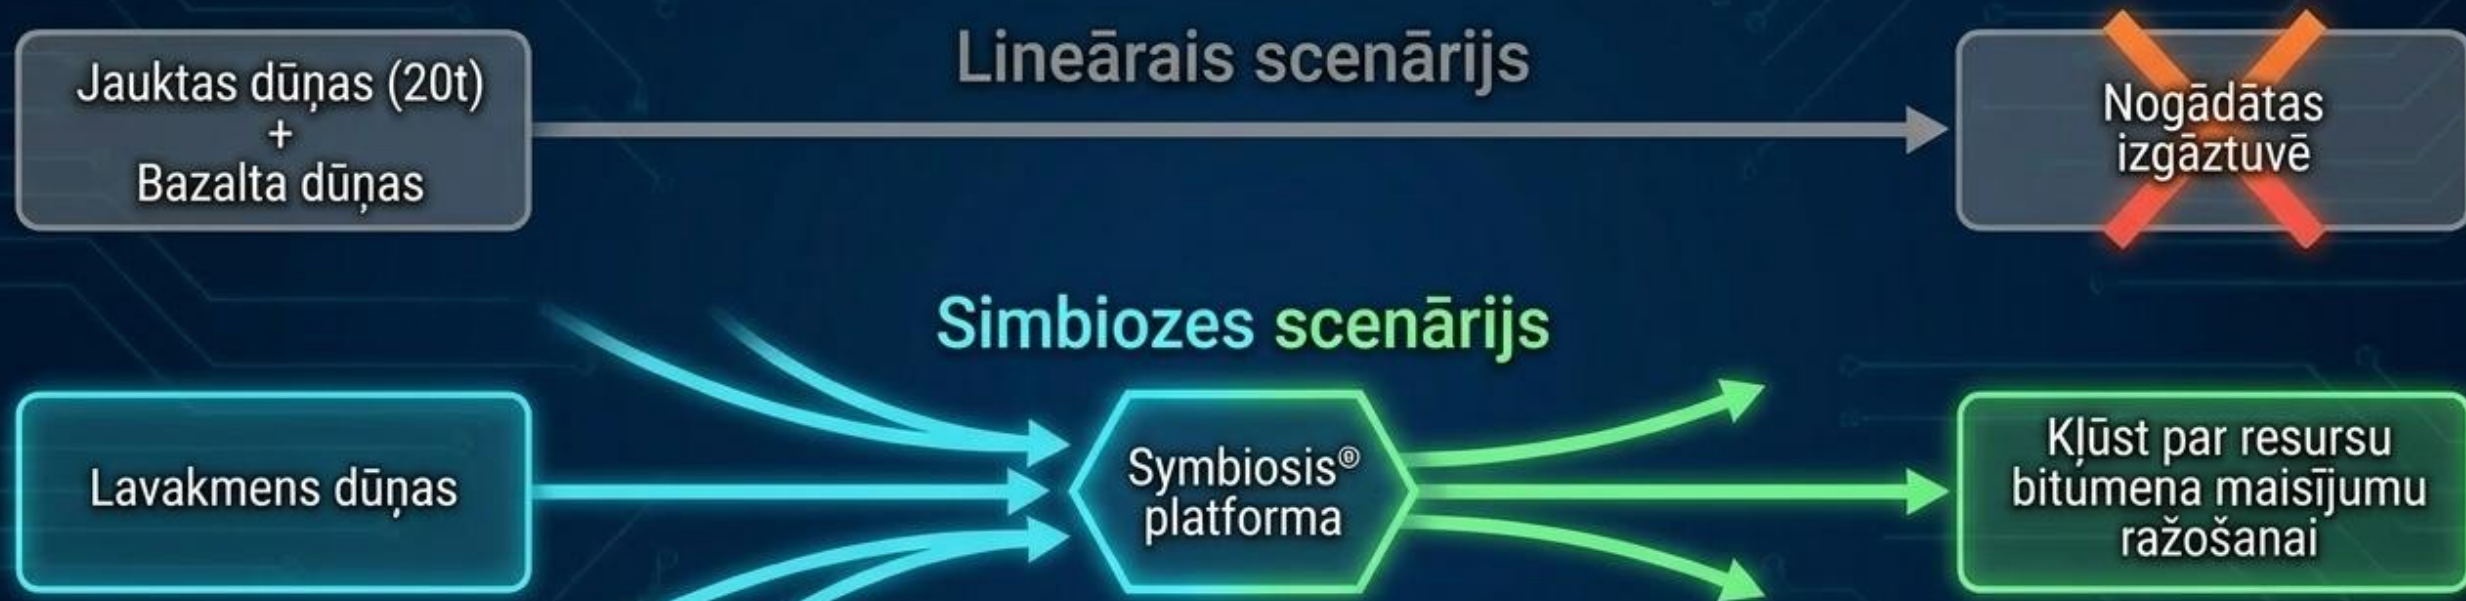 Lineārais scenārijs
Jauktas dūņas (20t)
+
Bazalta dūņas
Nogādātas
izgāztuvē
Simbiozes scenārijs
Lavakmens dūņas
Symbiosis®
platforma
Kļūst par resursu
bitumena maisījumu
ražošanai